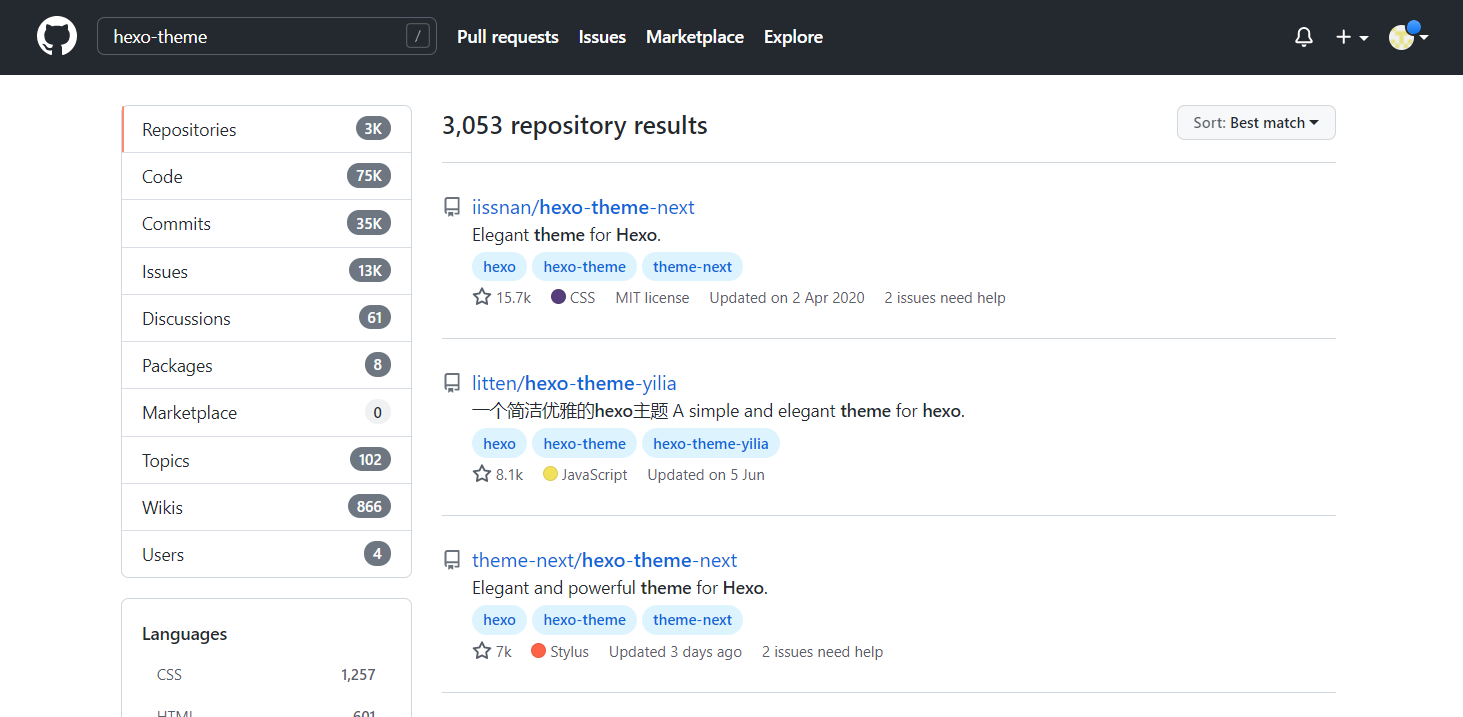 hexo-theme / Pull requests Issues Marketplace Explore
Repositories 3K
Code 75K
Commits 35K
Issues 13K
Discussions 61
Packages 8
Marketplace 0
Topics 102
Wikis 866
Users 4
Languages
CSS 1,257
HTML 601
3,053 repository results
Sort: Best match
iissnan/hexo-theme-next
Elegant theme for Hexo.
hexo hexo-theme theme-next
15.7k CSS MIT license Updated on 2 Apr 2020 2 issues need help
litten/hexo-theme-yilia
一个简洁优雅的hexo主题 A simple and elegant theme for hexo.
hexo hexo-theme hexo-theme-yilia
8.1k JavaScript Updated on 5 Jun
theme-next/hexo-theme-next
Elegant and powerful theme for Hexo.
hexo hexo-theme theme-next
7k Stylus Updated 3 days ago 2 issues need help